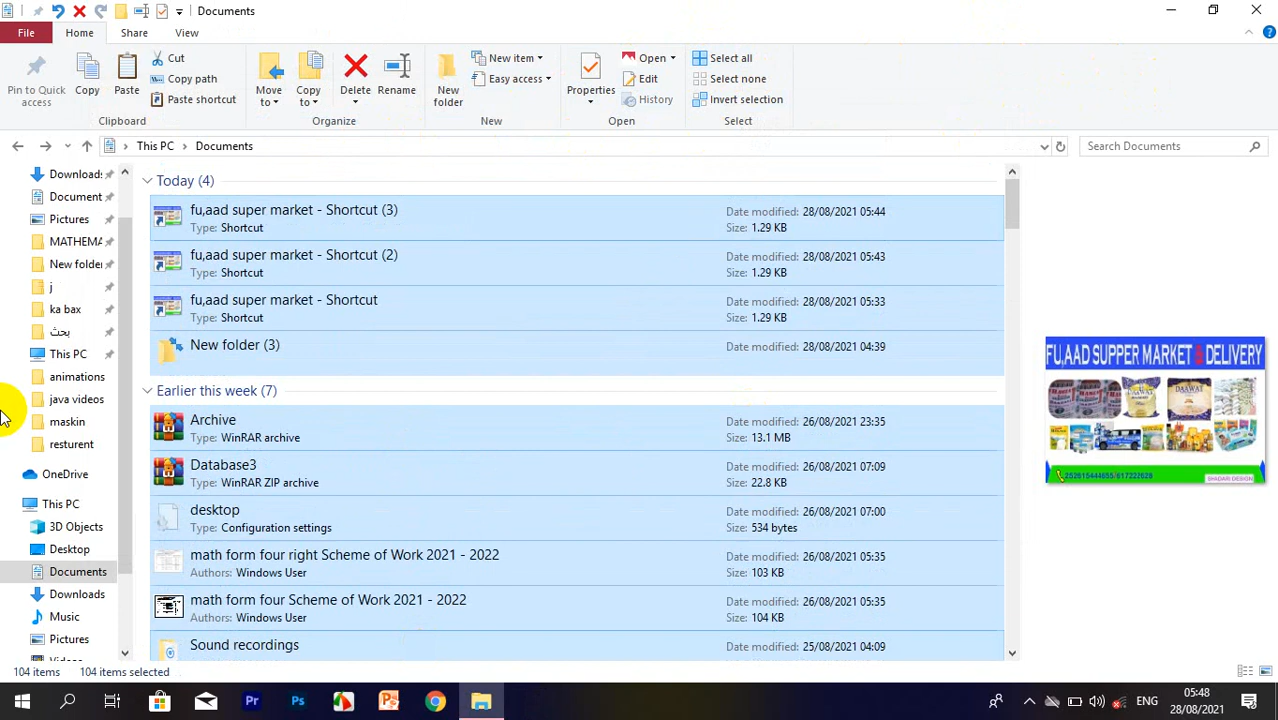 Documents
File
Home
Share
View
Pin to Quick access
Copy
Paste
Cut
Copy path
Paste shortcut
Clipboard
Move to
Copy to
Delete
Rename
Organize
New folder
New item
Easy access
New
Properties
Open
Edit
History
Open
Select all
Select none
Invert selection
Select
This PC
Documents
Search Documents
Downloads
Document
Pictures
MATHEMA
New folder
j
ka bax
بحث
This PC
animations
java videos
maskin
resturent
OneDrive
This PC
3D Objects
Desktop
Documents
Downloads
Music
Pictures
Today (4)
fu,aad super market - Shortcut (3)
Type: Shortcut
Date modified: 28/08/2021 05:44
Size: 1.29 KB
fu,aad super market - Shortcut (2)
Type: Shortcut
Date modified: 28/08/2021 05:43
Size: 1.29 KB
fu,aad super market - Shortcut
Type: Shortcut
Date modified: 28/08/2021 05:33
Size: 1.29 KB
New folder (3)
Date modified: 28/08/2021 04:39
Earlier this week (7)
Archive
Type: WinRAR archive
Date modified: 26/08/2021 23:35
Size: 13.1 MB
Database3
Type: WinRAR ZIP archive
Date modified: 26/08/2021 07:09
Size: 22.8 KB
desktop
Type: Configuration settings
Date modified: 26/08/2021 07:00
Size: 534 bytes
math form four right Scheme of Work 2021 - 2022
Authors: Windows User
Date modified: 26/08/2021 05:35
Size: 103 KB
math form four Scheme of Work 2021 - 2022
Authors: Windows User
Date modified: 26/08/2021 05:35
Size: 104 KB
Sound recordings
Date modified: 25/08/2021 04:09
FU,AAD SUPPER MARKET & DELIVERY
DAAWAT
DAAWAT
SHADARI DESIGN
104 items
104 items selected
Pr
Ps
ENG
05:48
28/08/2021